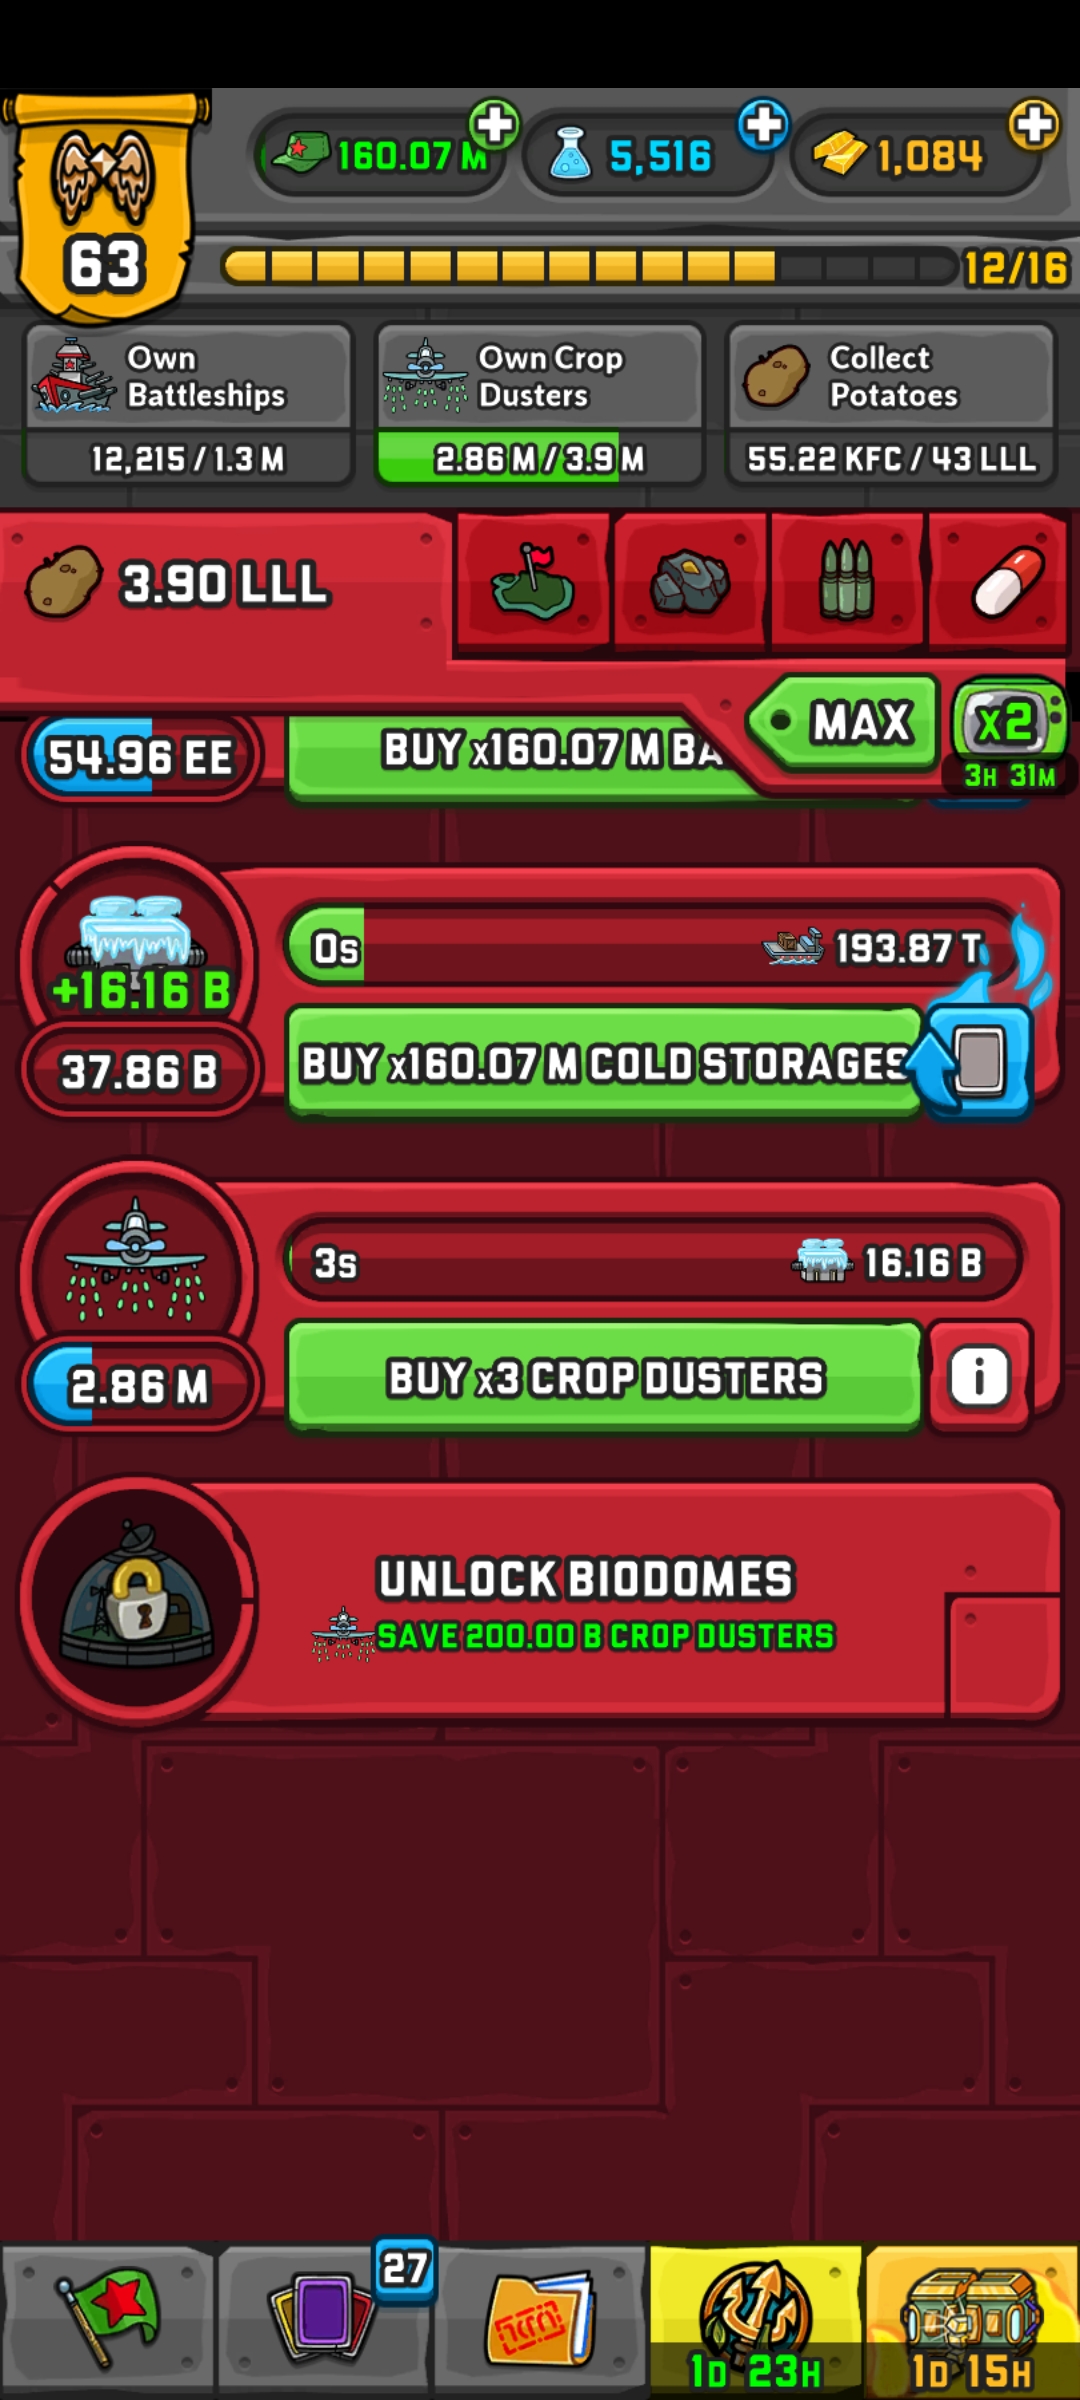 160.07 M
5,516
1,084
63
12/16
Own
Battleships
12,215 / 1.3 M
Own Crop
Dusters
2.86 M / 3.9 M
Collect
Potatoes
55.22 KFC / 43 LLL
3.90 LLL
MAX
x2
3H 31M
54.96 EE
BUY x160.07 M BA
0s
193.87 T
+16.16 B
37.86 B
BUY x160.07 M COLD STORAGES
3s
16.16 B
2.86 M
BUY x3 CROP DUSTERS
i
UNLOCK BIODOMES
SAVE 200.00 B CROP DUSTERS
27
1D 23H
1D 15H